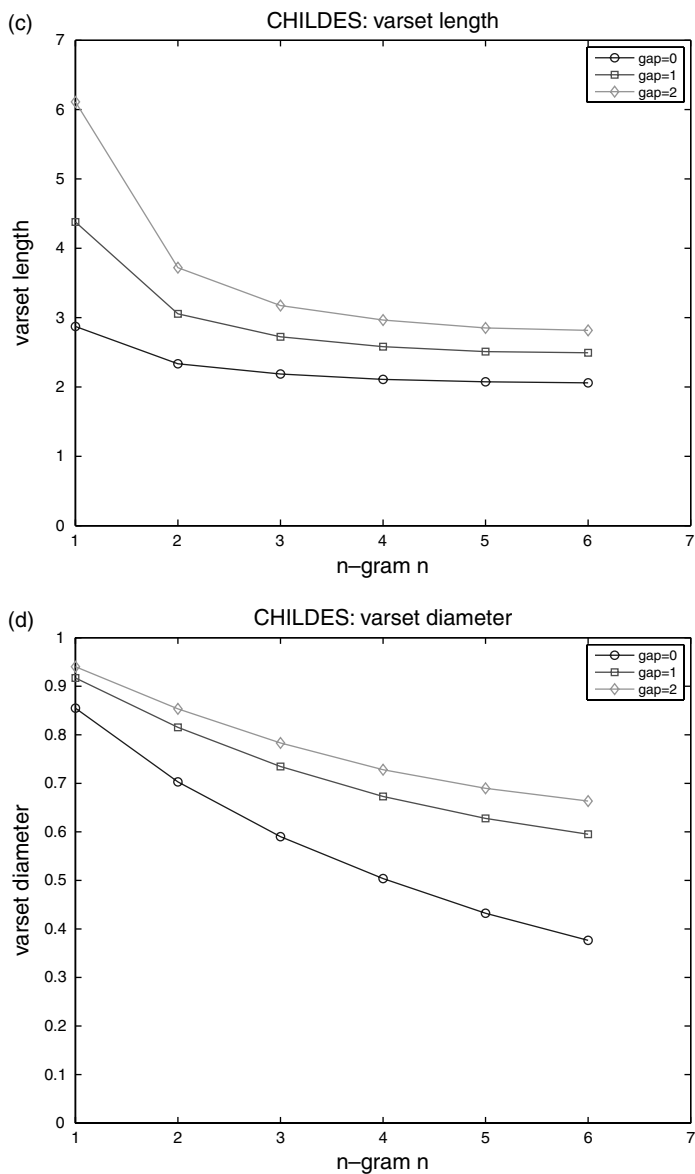 (c)
CHILDES: varset length
7
6
5
4
3
2
1
0
varset length
gap=0
gap=1
gap=2
1 2 3 4 5 6 7
n–gram n
(d)
CHILDES: varset diameter
1
0.9
0.8
0.7
0.6
0.5
0.4
0.3
0.2
0.1
0
varset diameter
gap=0
gap=1
gap=2
1 2 3 4 5 6 7
n–gram n